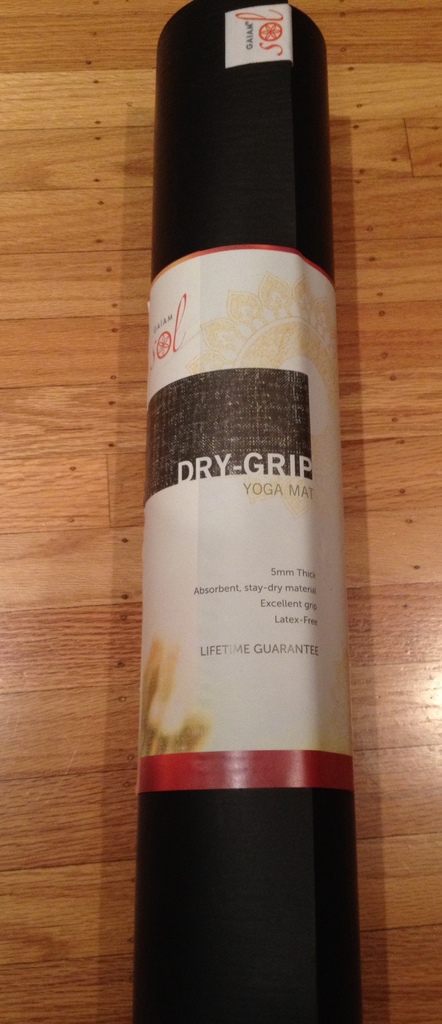 GAIAM
sol
GAIAM
sol
DRY-GRIP
YOGA MAT
5mm Thick
Absorbent, stay-dry material
Excellent grip
Latex-Free
LIFETIME GUARANTEE